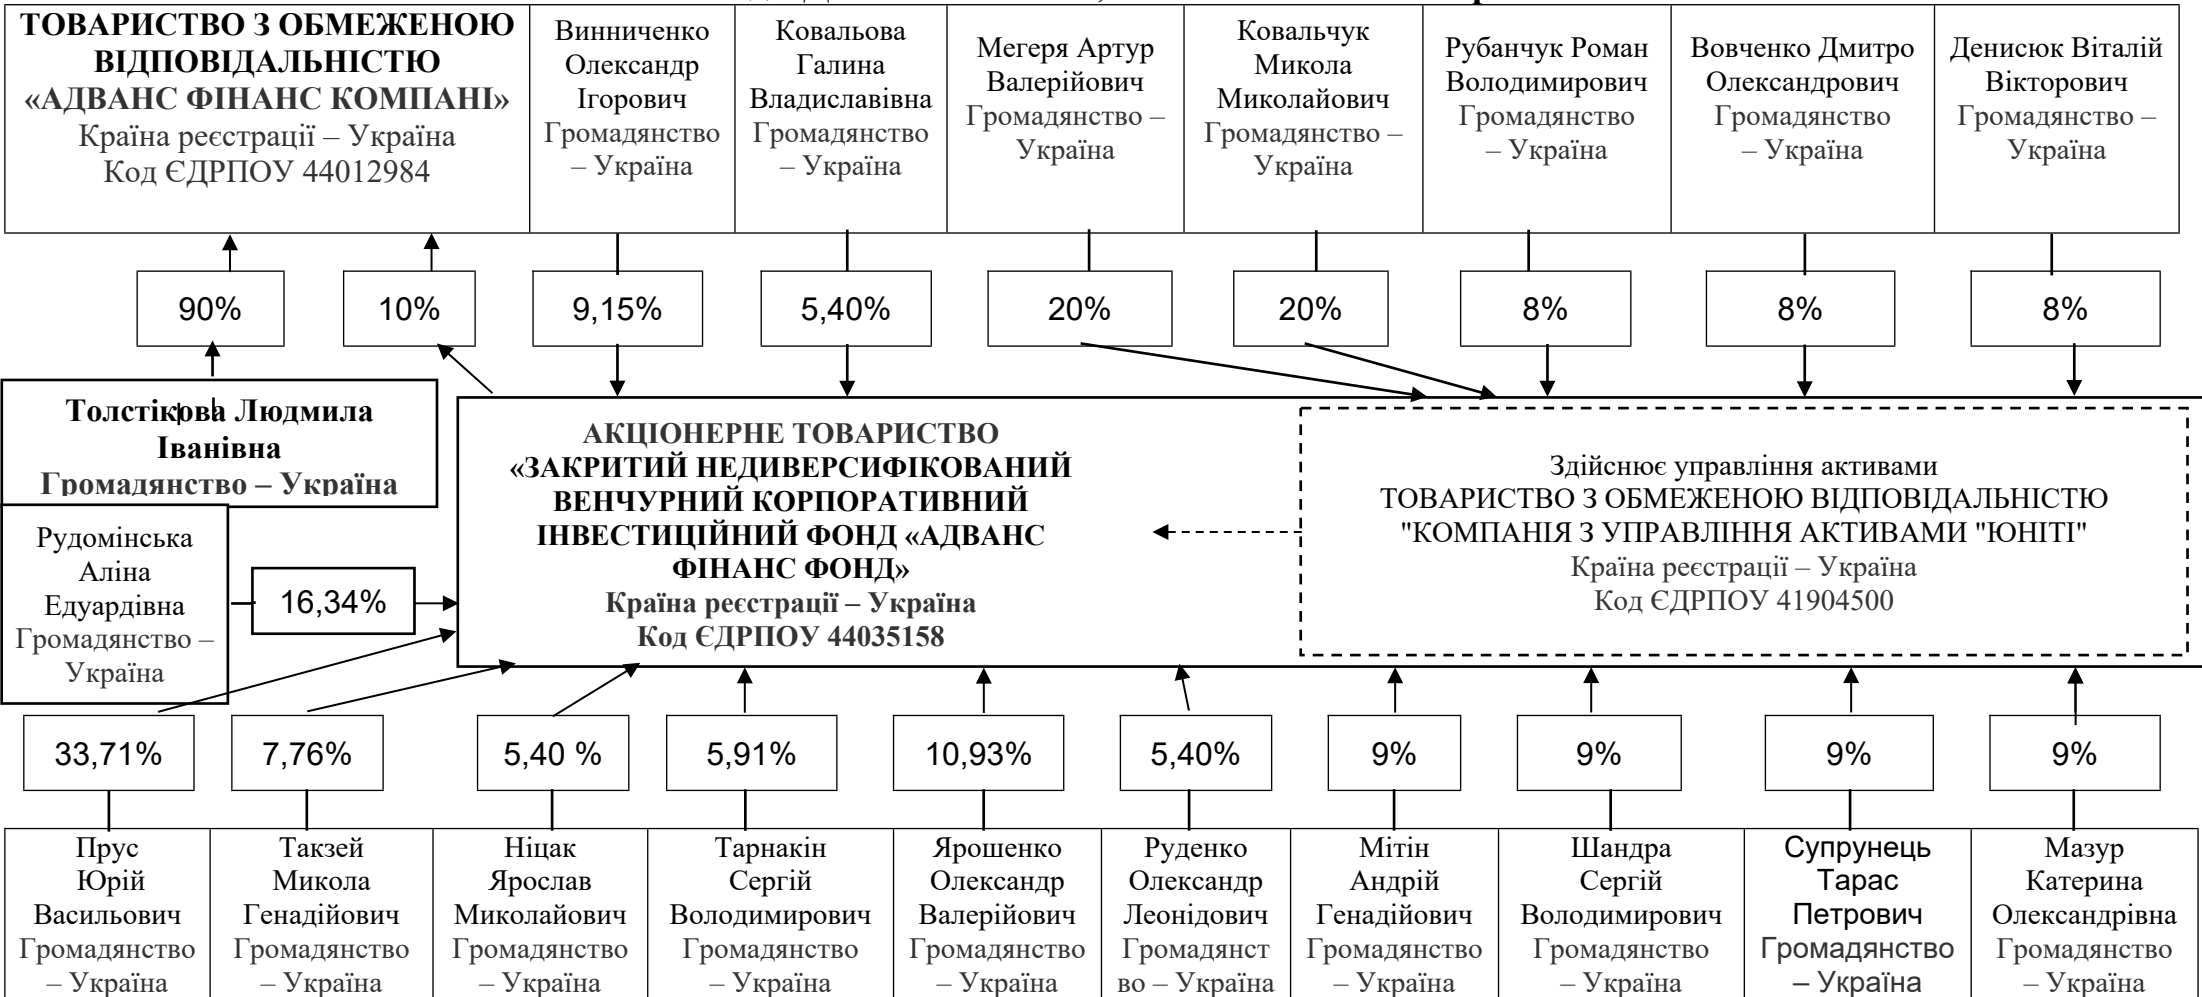 ТОВАРИСТВО З ОБМЕЖЕНОЮ
ВІДПОВІДАЛЬНІСТЮ
«АДВАНС ФІНАНС КОМПАНІ»
Країна реєстрації – Україна
Код ЄДРПОУ 44012984
Винниченко
Олександр
Ігорович
Громадянство
– Україна
Ковальова
Галина
Владиславівна
Громадянство
– Україна
Мегеря Артур
Валерійович
Громадянство –
Україна
Ковальчук
Микола
Миколайович
Громадянство –
Україна
Рубанчук Роман
Володимирович
Громадянство
– Україна
Вовченко Дмитро
Олександрович
Громадянство
– Україна
Денисюк Віталій
Вікторович
Громадянство –
Україна
90%
10%
9,15%
5,40%
20%
20%
8%
8%
8%
Толстікова Людмила
Іванівна
Громадянство – Україна
Рудомінська
Аліна
Едуардівна
Громадянство –
Україна
16,34%
АКЦІОНЕРНЕ ТОВАРИСТВО
«ЗАКРИТИЙ НЕДИВЕРСИФІКОВАНИЙ
ВЕНЧУРНИЙ КОРПОРАТИВНИЙ
ІНВЕСТИЦІЙНИЙ ФОНД «АДВАНС
ФІНАНС ФОНД»
Країна реєстрації – Україна
Код ЄДРПОУ 44035158
Здійснює управління активами
ТОВАРИСТВО З ОБМЕЖЕНОЮ ВІДПОВІДАЛЬНІСТЮ
"КОМПАНІЯ З УПРАВЛІННЯ АКТИВАМИ "ЮНІТІ"
Країна реєстрації – Україна
Код ЄДРПОУ 41904500
33,71%
7,76%
5,40 %
5,91%
10,93%
5,40%
9%
9%
9%
9%
Прус
Юрій
Васильович
Громадянство
– Україна
Такзей
Микола
Генадійович
Громадянство
– Україна
Ніцак
Ярослав
Миколайович
Громадянство
– Україна
Тарнакін
Сергій
Володимирович
Громадянство
– Україна
Ярошенко
Олександр
Валерійович
Громадянство
– Україна
Руденко
Олександр
Леонідович
Громадянст
во – Україна
Мітін
Андрій
Генадійович
Громадянство
– Україна
Шандра
Сергій
Володимирович
Громадянство
– Україна
Супрунець
Тарас
Петрович
Громадянство
– Україна
Мазур
Катерина
Олександрівна
Громадянство
– Україна